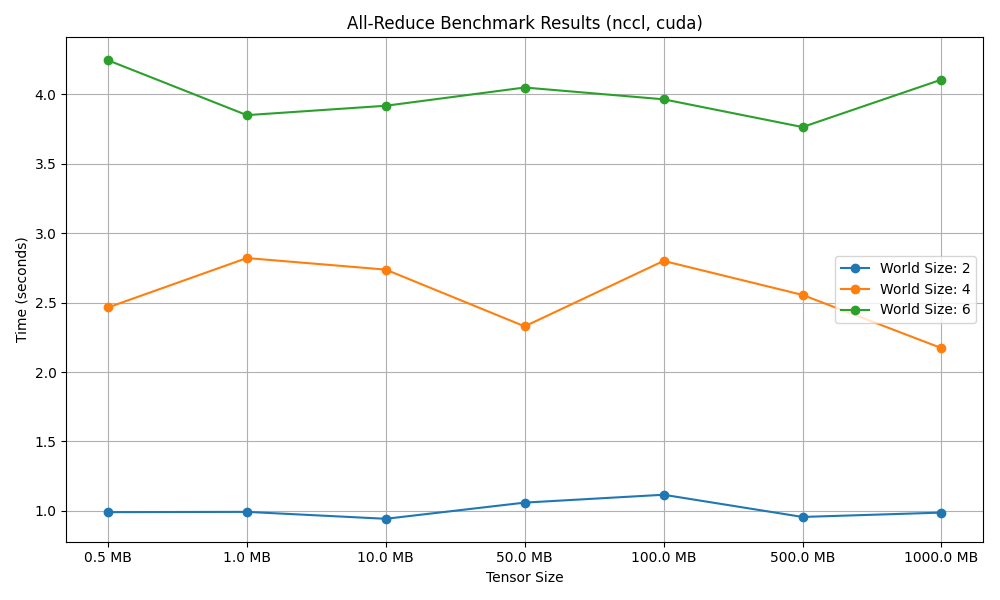 All-Reduce Benchmark Results (nccl, cuda)
Time (seconds)
4.0
3.5
3.0
2.5
2.0
1.5
1.0
World Size: 2
World Size: 4
World Size: 6
0.5 MB
1.0 MB
10.0 MB
50.0 MB
100.0 MB
500.0 MB
1000.0 MB
Tensor Size